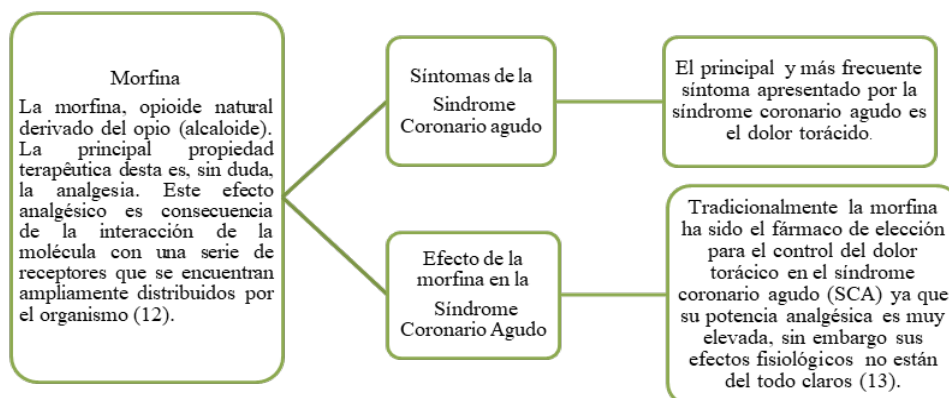 Morfina
La morfina, opioide natural
derivado del opio (alcaloide).
La principal propiedad
terapêutica desta es, sin duda,
la analgesia. Este efecto
analgésico es consecuencia
de la interacción de la
molécula con una serie de
receptores que se encuentran
ampliamente distribuidos por
el organismo (12).
Síntomas de la
Sindrome
Coronario agudo
El principal y más frecuente
síntoma apresentado por la
síndrome coronario agudo es
el dolor torácido.
Efecto de la
morfina en la
Síndrome
Coronario Agudo
Tradicionalmente la morfina
ha sido el fármaco de elección
para el control del dolor
torácico en el síndrome
coronario agudo (SCA) ya que
su potencia analgésica es muy
elevada, sin embargo sus
efectos fisiológicos no están
del todo claros (13).